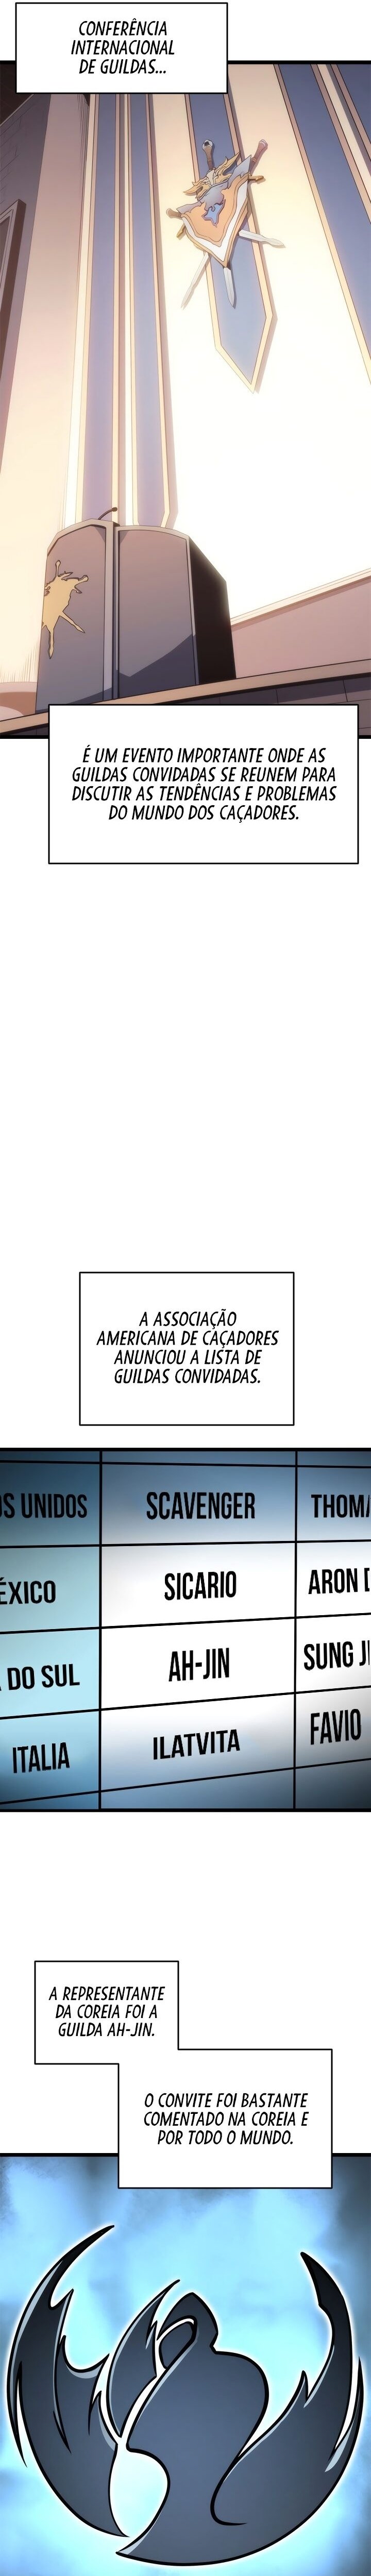 CONFERÊNCIA
INTERNACIONAL
DE GUILDAS...
É UM EVENTO IMPORTANTE ONDE AS
GUILDAS CONVIDADAS SE REUNEM PARA
DISCUTIR AS TENDÊNCIAS E PROBLEMAS
DO MUNDO DOS CAÇADORES.
A ASSOCIAÇÃO
AMERICANA DE CAÇADORES
ANUNCIOU A LISTA DE
GUILDAS CONVIDADAS.
OS UNIDOS SCAVENGER THOMA
ÉXICO SICARIO ARON D
DO SUL AH-JIN SUNG JI
ITALIA ILATVITA FAVIO
A REPRESENTANTE
DA COREIA FOI A
GUILDA AH-JIN.
O CONVITE FOI BASTANTE
COMENTADO NA COREIA E
POR TODO O MUNDO.